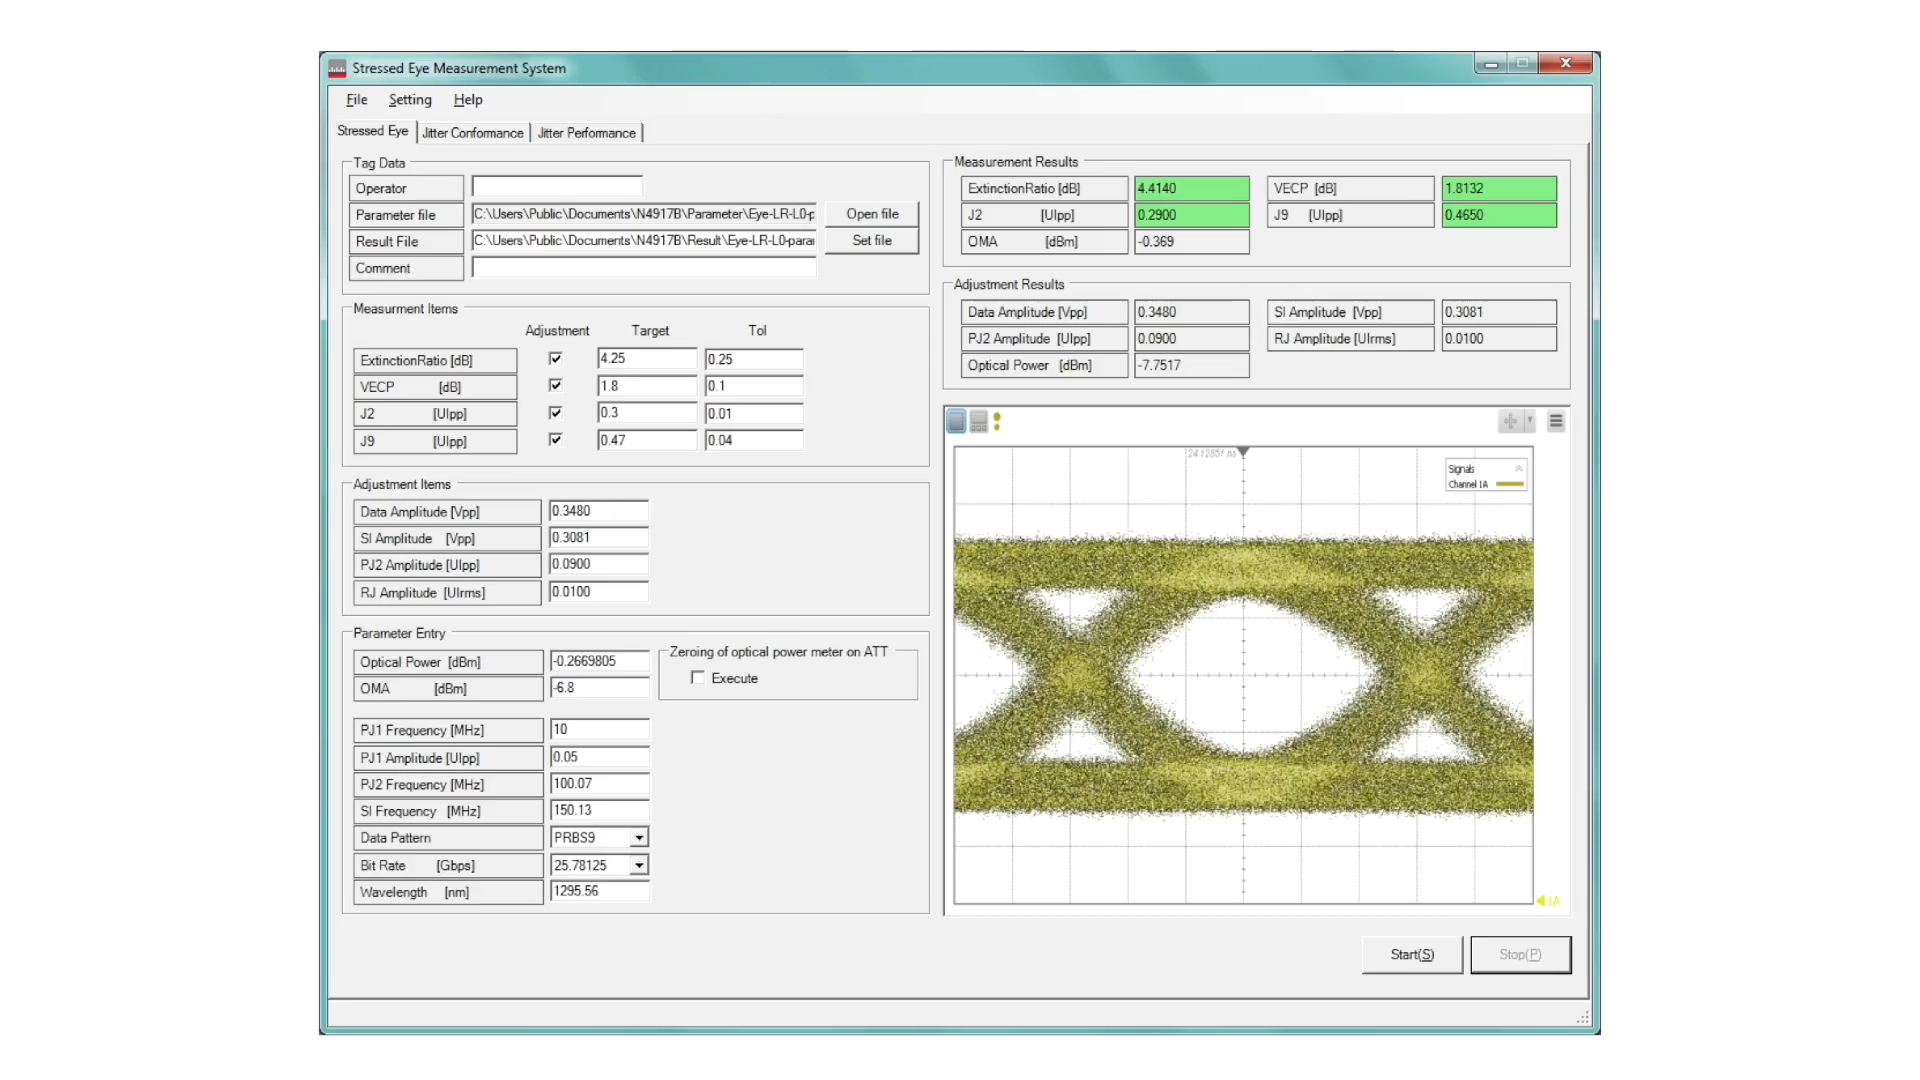 Stressed Eye Measurement System
File Setting Help
Stressed Eye Jitter Conformance Jitter Performance
Tag Data
Operator
Parameter file C:\Users\Public\Documents\N4917B\Parameter\Eye-LR-L0-p Open file
Result File C:\Users\Public\Documents\N4917B\Result\Eye-LR-L0-parar Set file
Comment
Measurment Items
Adjustment Target Tol
ExtinctionRatio [dB] 4.25 0.25
VECP [dB] 1.8 0.1
J2 [UIpp] 0.3 0.01
J9 [UIpp] 0.47 0.04
Adjustment Items
Data Amplitude [Vpp] 0.3480
SI Amplitude [Vpp] 0.3081
PJ2 Amplitude [UIpp] 0.0900
RJ Amplitude [UIrms] 0.0100
Parameter Entry
Optical Power [dBm] -0.2669805
OMA [dBm] -6.8
Zeroing of optical power meter on ATT
Execute
PJ1 Frequency [MHz] 10
PJ1 Amplitude [UIpp] 0.05
PJ2 Frequency [MHz] 100.07
SI Frequency [MHz] 150.13
Data Pattern PRBS9
Bit Rate [Gbps] 25.78125
Wavelength [nm] 1295.56
Measurement Results
ExtinctionRatio [dB] 4.4140 VECP [dB] 1.8132
J2 [UIpp] 0.2900 J9 [UIpp] 0.4650
OMA [dBm] -0.369
Adjustment Results
Data Amplitude [Vpp] 0.3480 SI Amplitude [Vpp] 0.3081
PJ2 Amplitude [UIpp] 0.0900 RJ Amplitude [UIrms] 0.0100
Optical Power [dBm] -7.7517
24.12851 ns
Signals
Channel 1A
1A
Start(S) Stop(P)